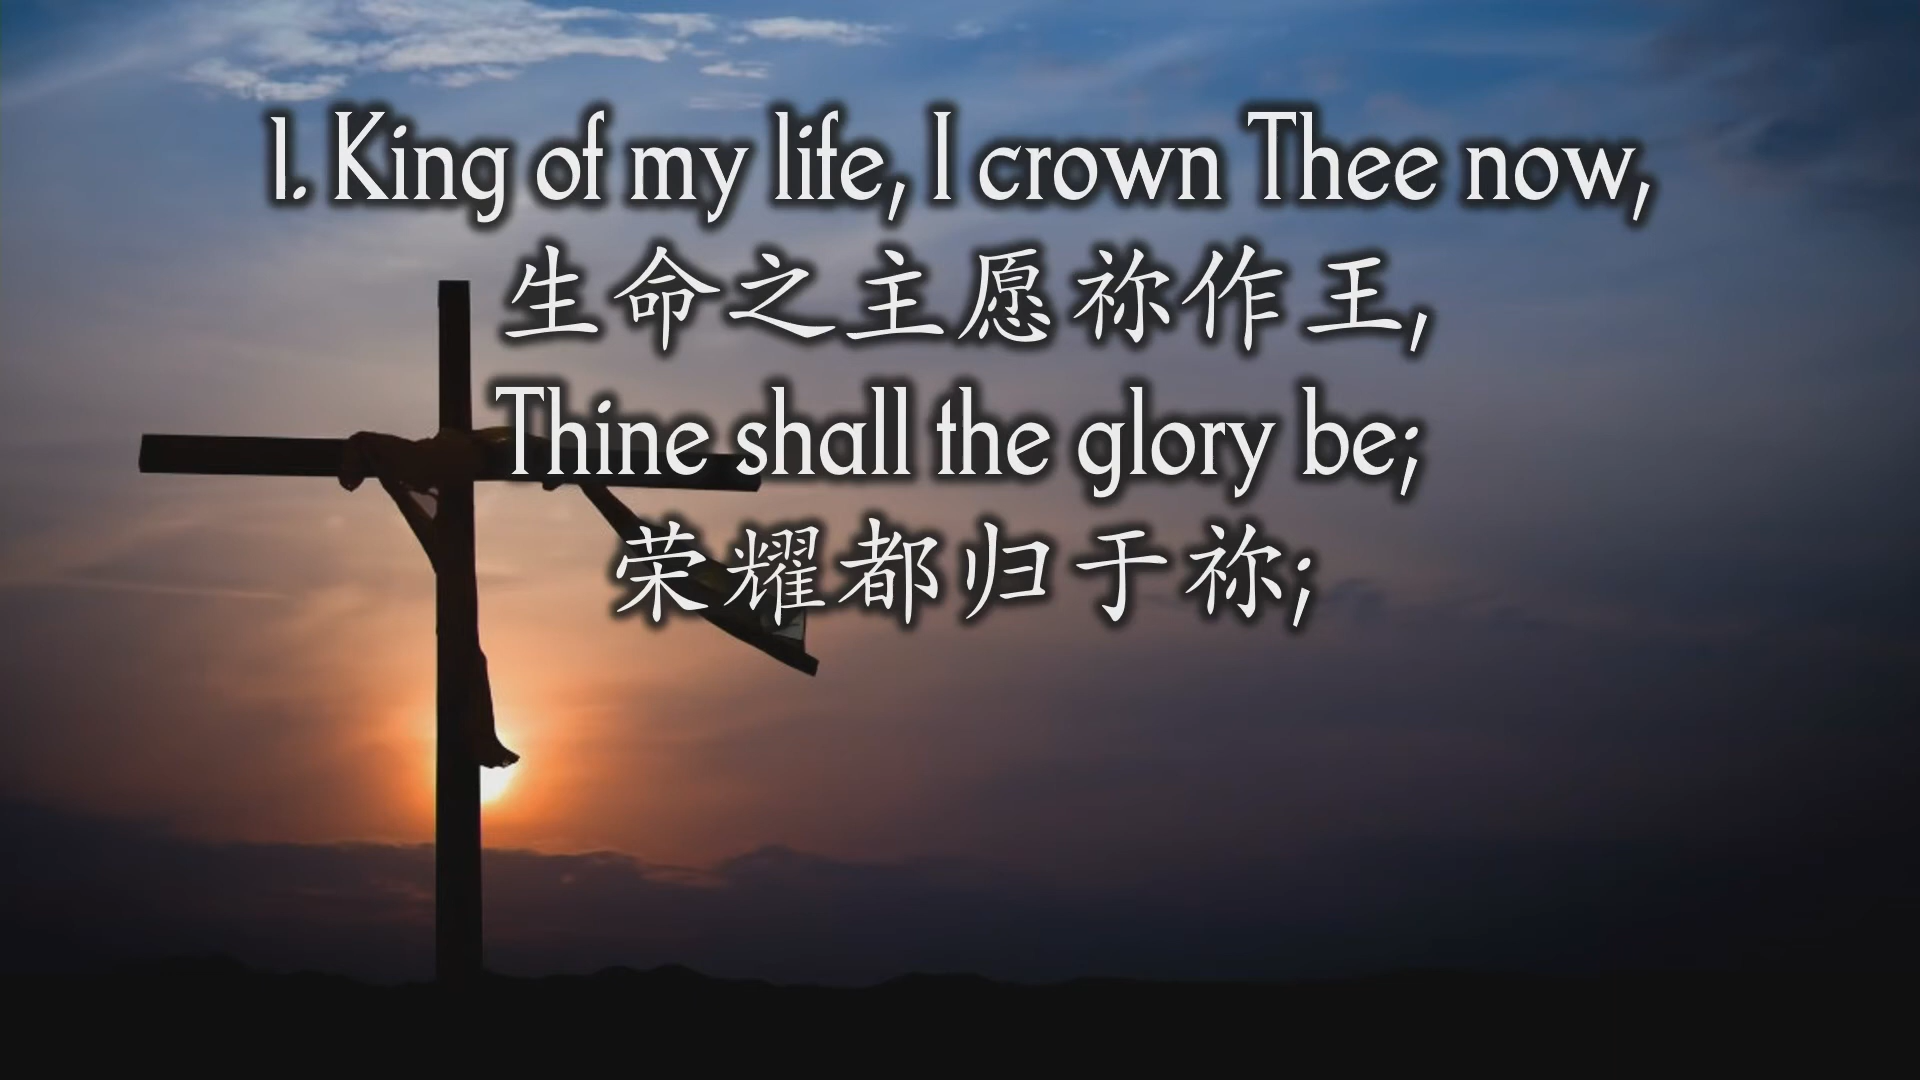 1. King of my life, I crown Thee now,
生命之主愿祢作王,
Thine shall the glory be;
荣耀都归于祢;